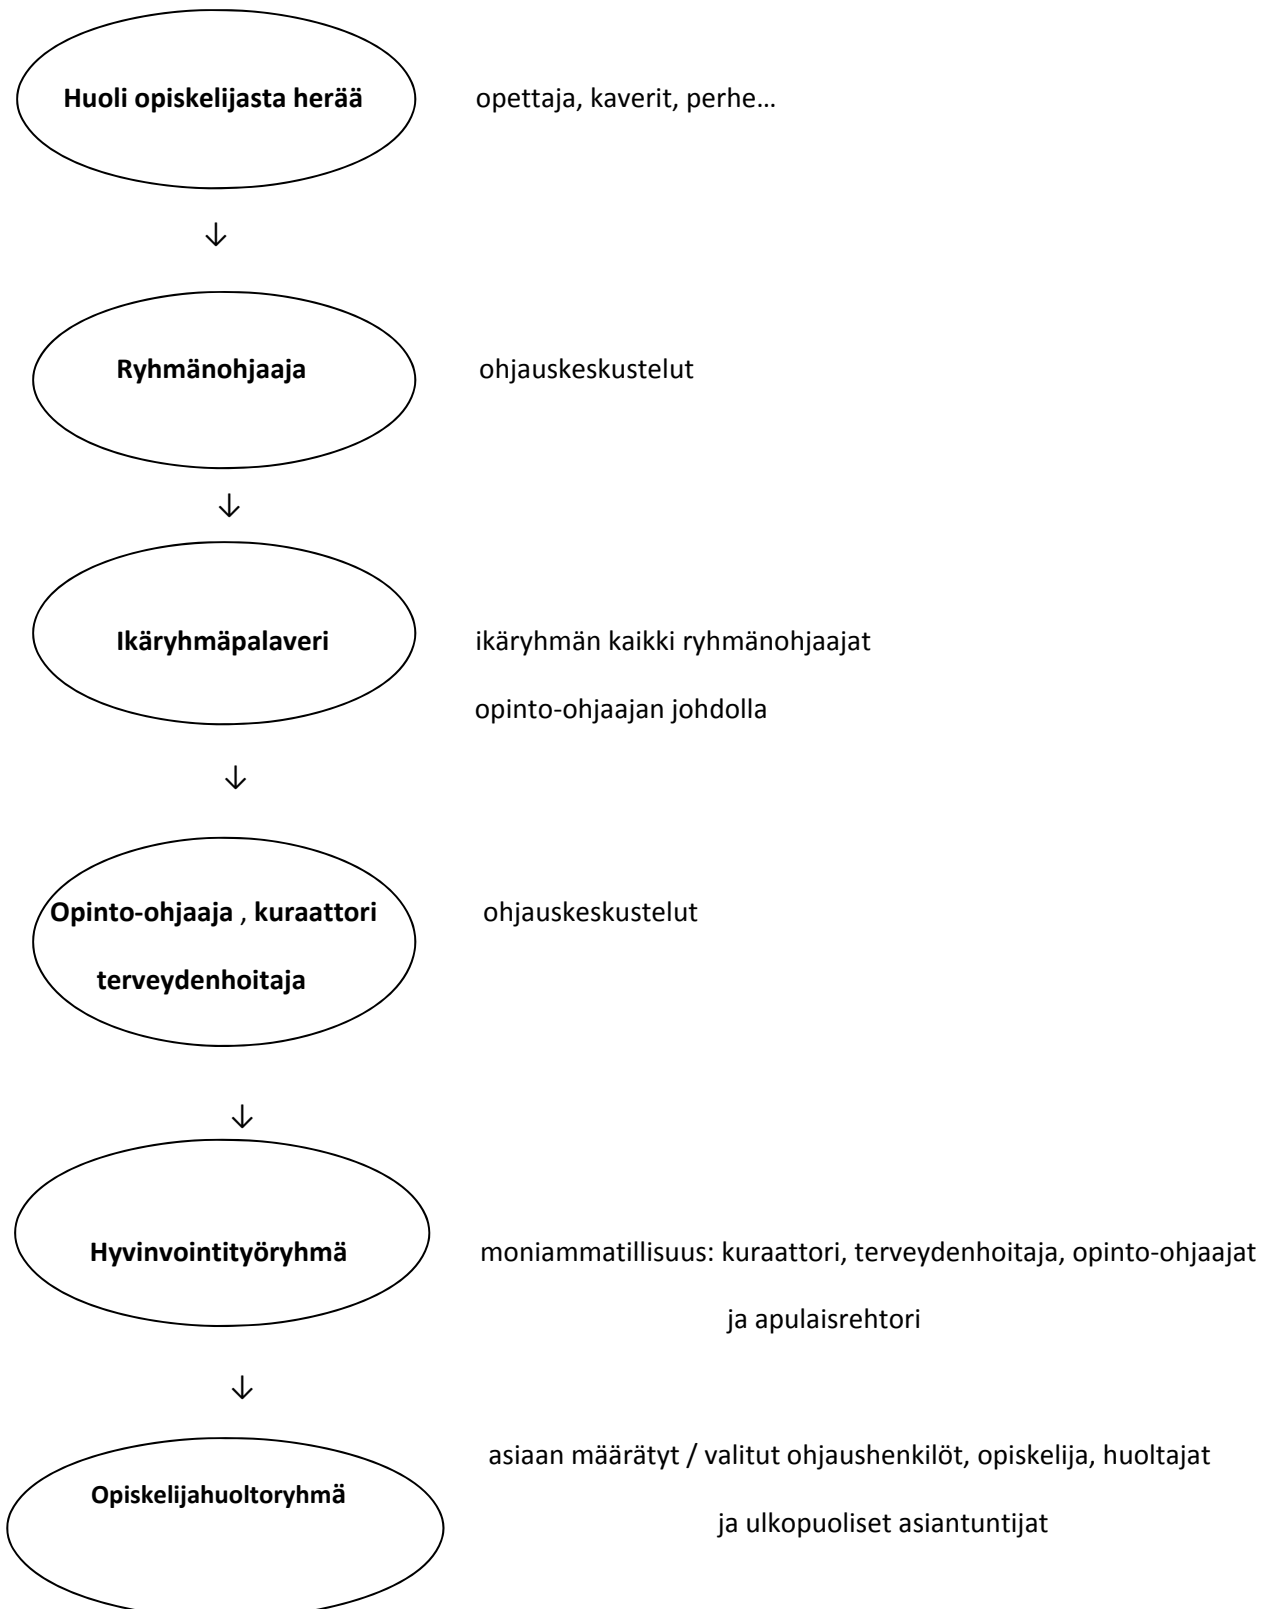 Huoli opiskelijasta herää opettaja, kaverit, perhe…
↓
Ryhmänohjaaja ohjauskeskustelut
↓
Ikäryhmäpalaveri ikäryhmän kaikki ryhmänohjaajat
opinto-ohjaajan johdolla
↓
Opinto-ohjaaja , kuraattori ohjauskeskustelut
terveydenhoitaja
↓
Hyvinvointityöryhmä moniammatillisuus: kuraattori, terveydenhoitaja, opinto-ohjaajat
ja apulaisrehtori
↓
asiaan määrätyt / valitut ohjaushenkilöt, opiskelija, huoltajat
Opiskelijahuoltoryhmä
ja ulkopuoliset asiantuntijat